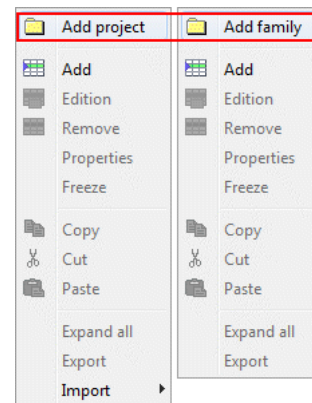 Add project
Add
Edition
Remove
Properties
Freeze
Copy
Cut
Paste
Expand all
Export
Import
Add family
Add
Edition
Remove
Properties
Freeze
Copy
Cut
Paste
Expand all
Export